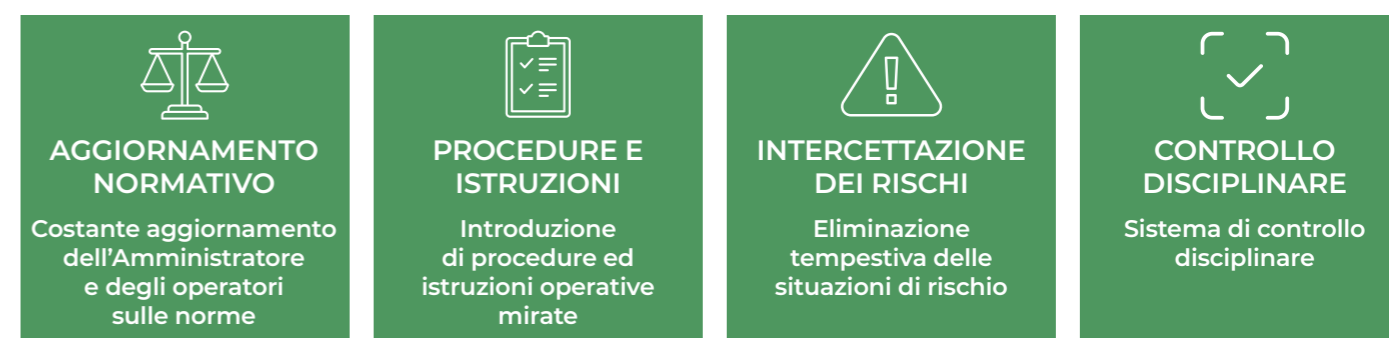 AGGIORNAMENTO
NORMATIVO
Costante aggiornamento
dell’Amministratore
e degli operatori
sulle norme
PROCEDURE E
ISTRUZIONI
Introduzione
di procedure ed
istruzioni operative
mirate
INTERCETTAZIONE
DEI RISCHI
Eliminazione
tempestiva delle
situazioni di rischio
CONTROLLO
DISCIPLINARE
Sistema di controllo
disciplinare